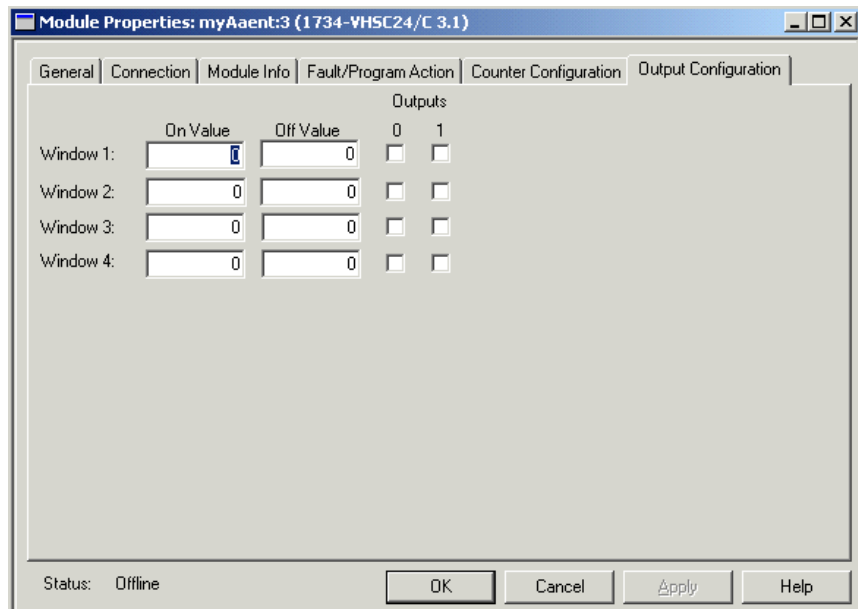 Module Properties: myAaent:3 (1734-VHSC24/C 3.1)
General Connection Module Info Fault/Program Action Counter Configuration Output Configuration
Outputs
On Value Off Value 0 1
Window 1: 0 0
Window 2: 0 0
Window 3: 0 0
Window 4: 0 0
Status: Offline OK Cancel Apply Help